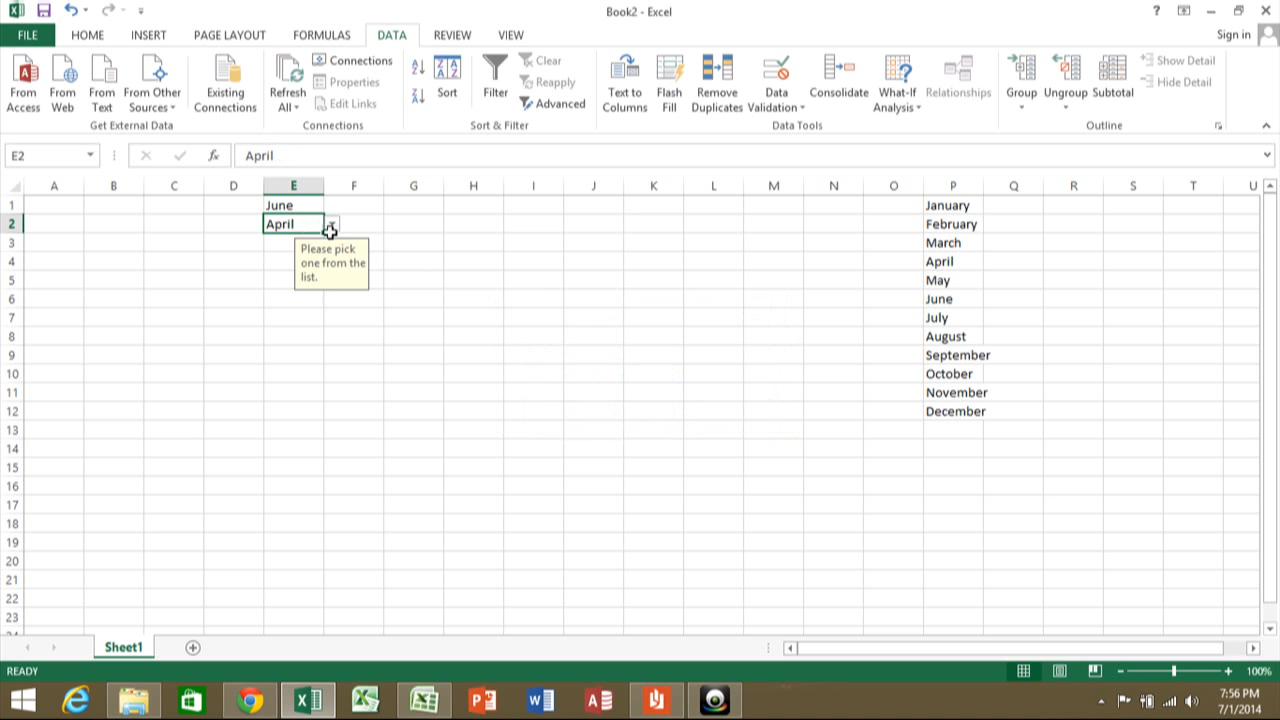 Book2 - Excel
FILE HOME INSERT PAGE LAYOUT FORMULAS DATA REVIEW VIEW Sign in
From Access
From Web
From Text
From Other Sources
Existing Connections
Get External Data
Refresh All
Connections
Properties
Edit Links
Connections
Sort
Filter
Clear
Reapply
Advanced
Sort & Filter
Text to Columns
Flash Fill
Remove Duplicates
Data Validation
Consolidate
What-If Analysis
Relationships
Data Tools
Group
Ungroup
Subtotal
Show Detail
Hide Detail
Outline
E2 fx April
A B C D E F G H I J K L M N O P Q R S T U
1 June January
2 April February
3 March
4 April
5 May
6 June
7 July
8 August
9 September
10 October
11 November
12 December
13
14
15
16
17
18
19
20
21
22
23
Please pick
one from the
list.
Sheet1
READY 100%
7:56 PM
7/1/2014